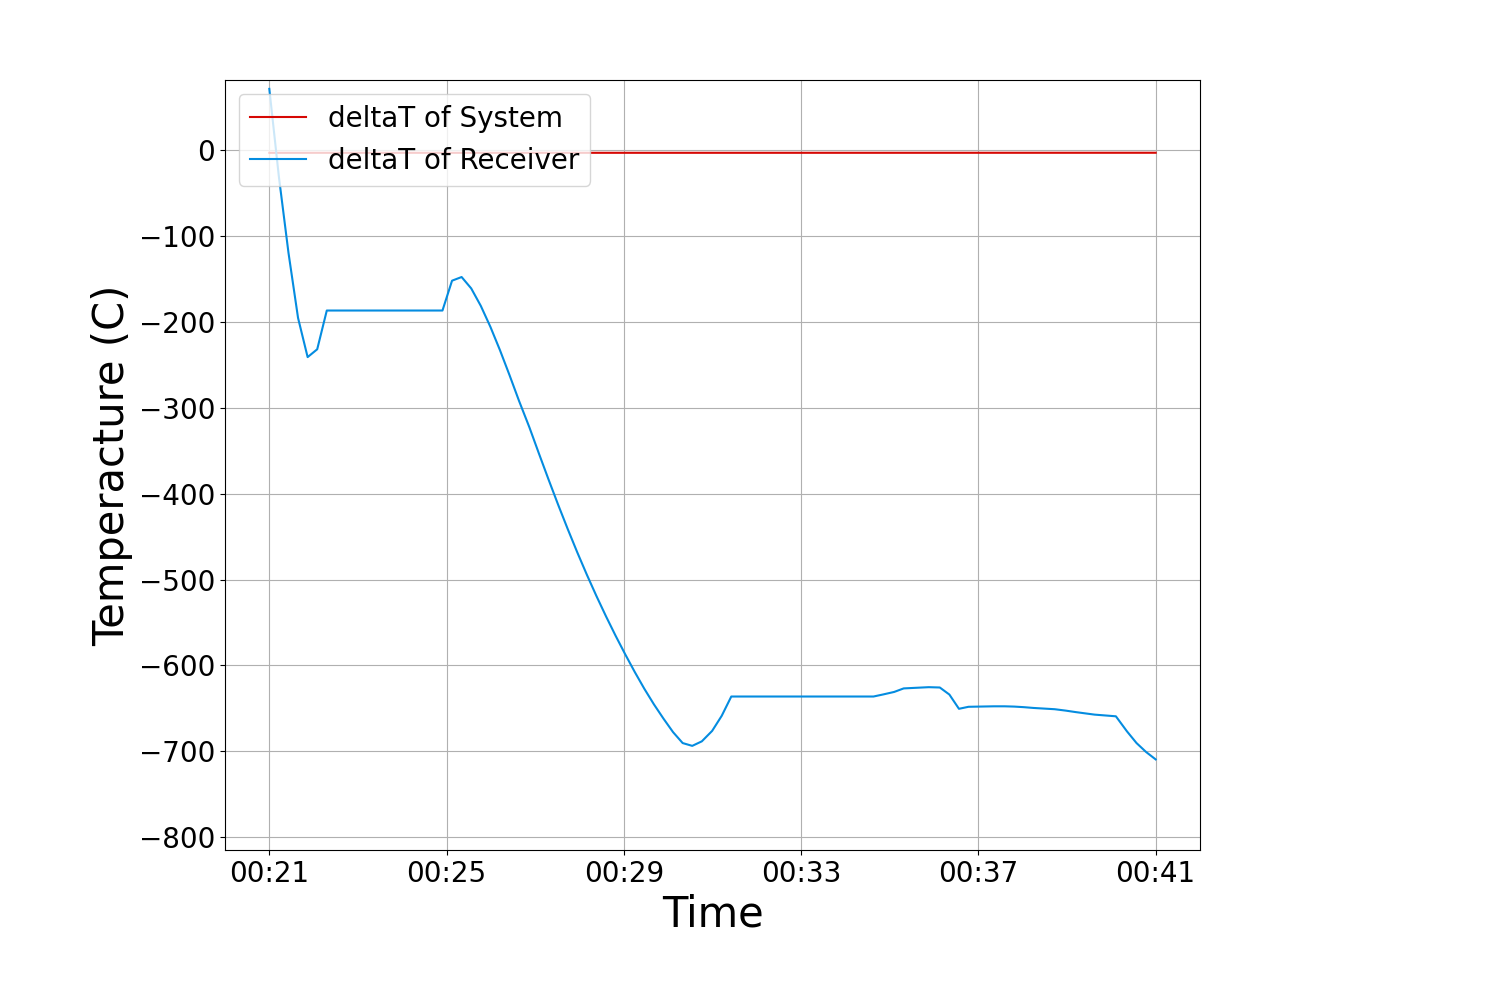 deltaT of System
deltaT of Receiver
0
−100
−200
−300
−400
−500
−600
−700
−800
Temperacture (C)
00:21 00:25 00:29 00:33 00:37 00:41
Time